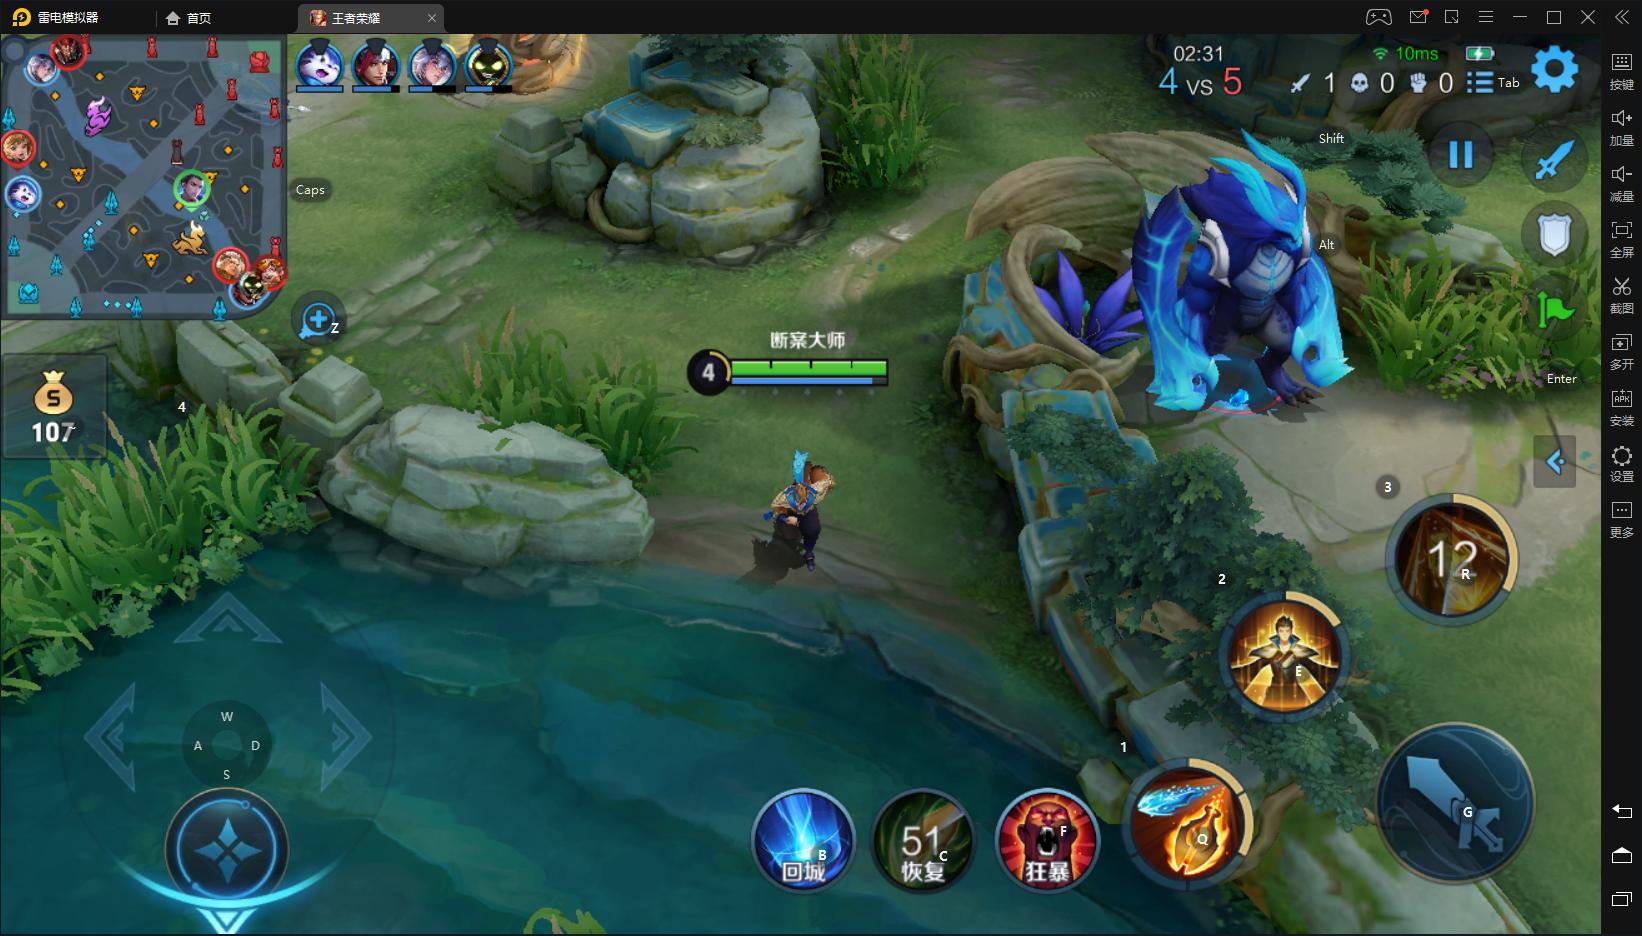 雷电模拟器
首页
王者荣耀
02:31
4 vs 5
10ms
1 0 0
Tab
Shift
Caps
Alt
Z
S
107
4
断案大师
4
Enter
3
12
R
2
E
1
W
A D
S
B
回城
51
C
恢复
F
狂暴
Q
G
按键
加量
减量
全屏
截图
多开
APK
安装
设置
更多